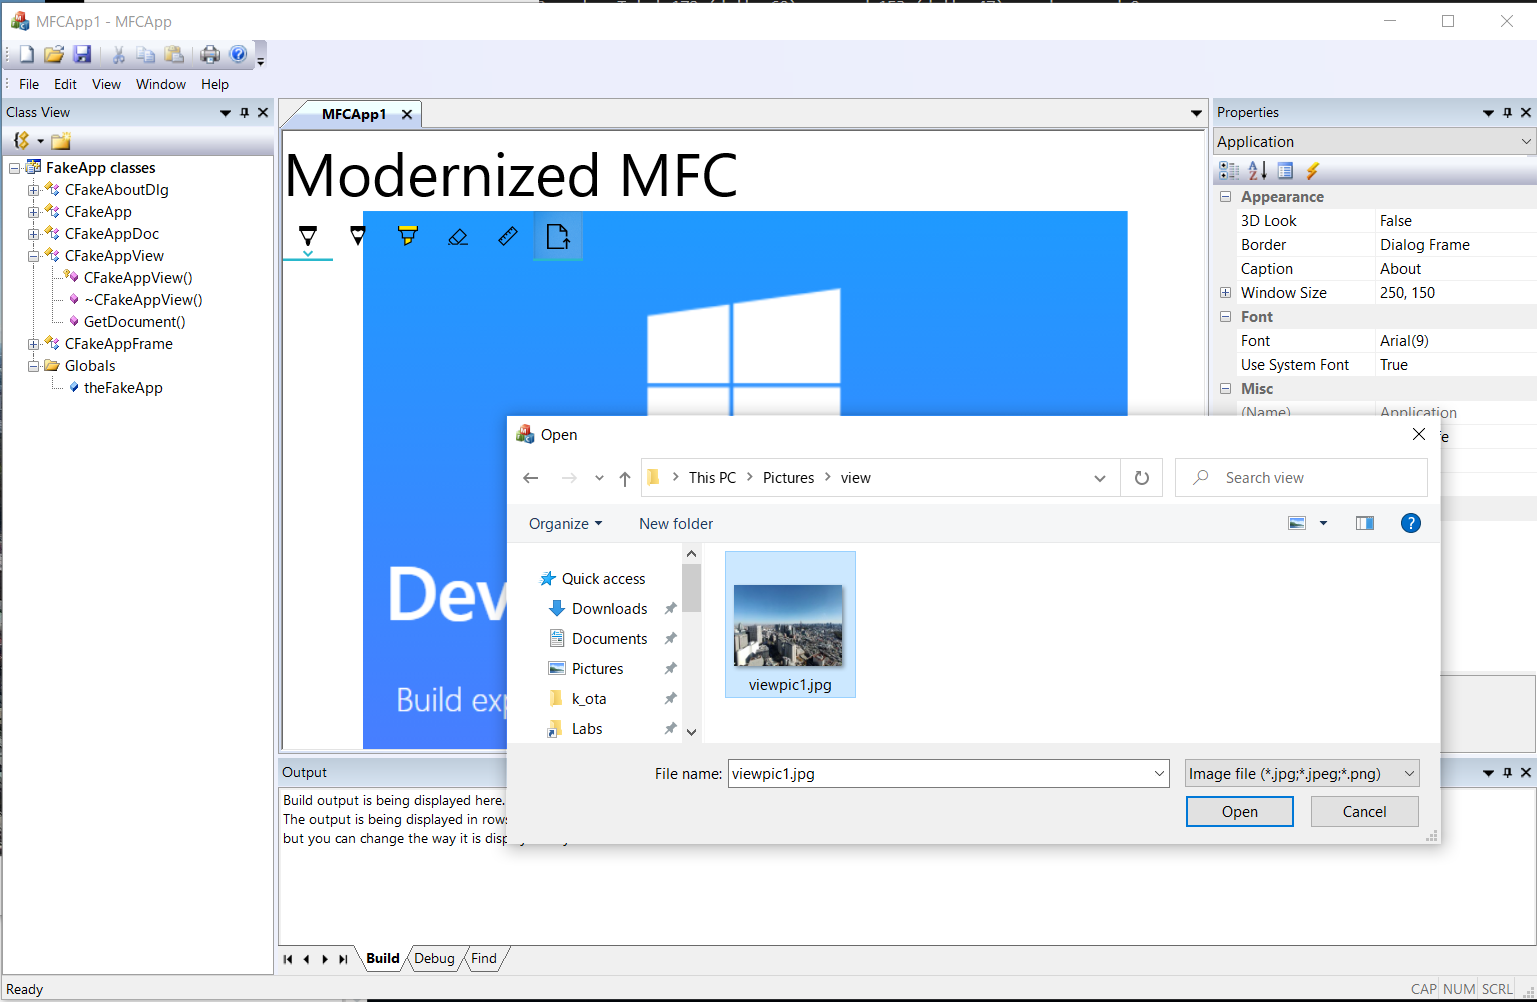 MFCApp1 - MFCApp
File Edit View Window Help
Class View
FakeApp classes
CFakeAboutDlg
CFakeApp
CFakeAppDoc
CFakeAppView
CFakeAppView()
~CFakeAppView()
GetDocument()
CFakeAppFrame
Globals
theFakeApp
MFCApp1
Modernized MFC
Dev
Build exp
Properties
Application
Appearance
3D Look False
Border Dialog Frame
Caption About
Window Size 250, 150
Font
Font Arial(9)
Use System Font True
Misc
(Name) Application
fe
Open
This PC > Pictures > view
Search view
Organize New folder
Quick access
Downloads
Documents
Pictures
k_ota
Labs
viewpic1.jpg
File name: viewpic1.jpg
Image file (*.jpg;*.jpeg;*.png)
Open Cancel
Output
Build output is being displayed here.
The output is being displayed in rows
but you can change the way it is disp
Build Debug Find
Ready
CAP NUM SCRL